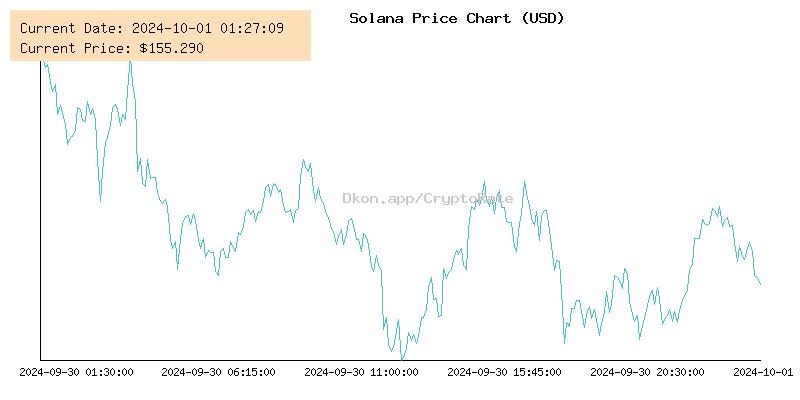 Solana Price Chart (USD)
Current Date: 2024-10-01 01:27:09
Current Price: $155.290
Dkon.app/CryptoRate
2024-09-30 01:30:00 2024-09-30 06:15:00 2024-09-30 11:00:00 2024-09-30 15:45:00 2024-09-30 20:30:00 2024-10-01